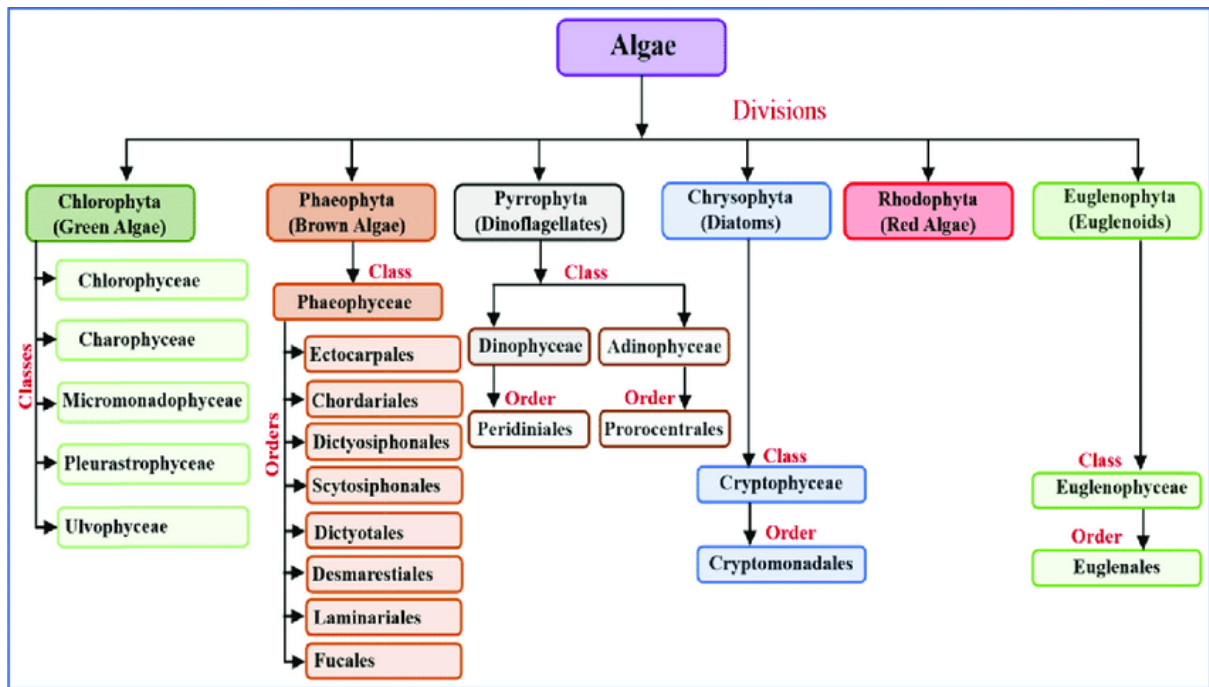 Algae
Divisions
Chlorophyta
(Green Algae)
Classes
Chlorophyceae
Charophyceae
Micromonadophyceae
Pleurastrophyceae
Ulvophyceae
Phaeophyta
(Brown Algae)
Class
Phaeophyceae
Orders
Ectocarpales
Chordariales
Dictyosiphonales
Scytosiphonales
Dictyotales
Desmarestiales
Laminariales
Fucales
Pyrrophyta
(Dinoflagellates)
Class
Dinophyceae
Order
Peridiniales
Adinophyceae
Order
Prorocentrales
Chrysophyta
(Diatoms)
Class
Cryptophyceae
Order
Cryptomonadales
Rhodophyta
(Red Algae)
Euglenophyta
(Euglenoids)
Class
Euglenophyceae
Order
Euglenales